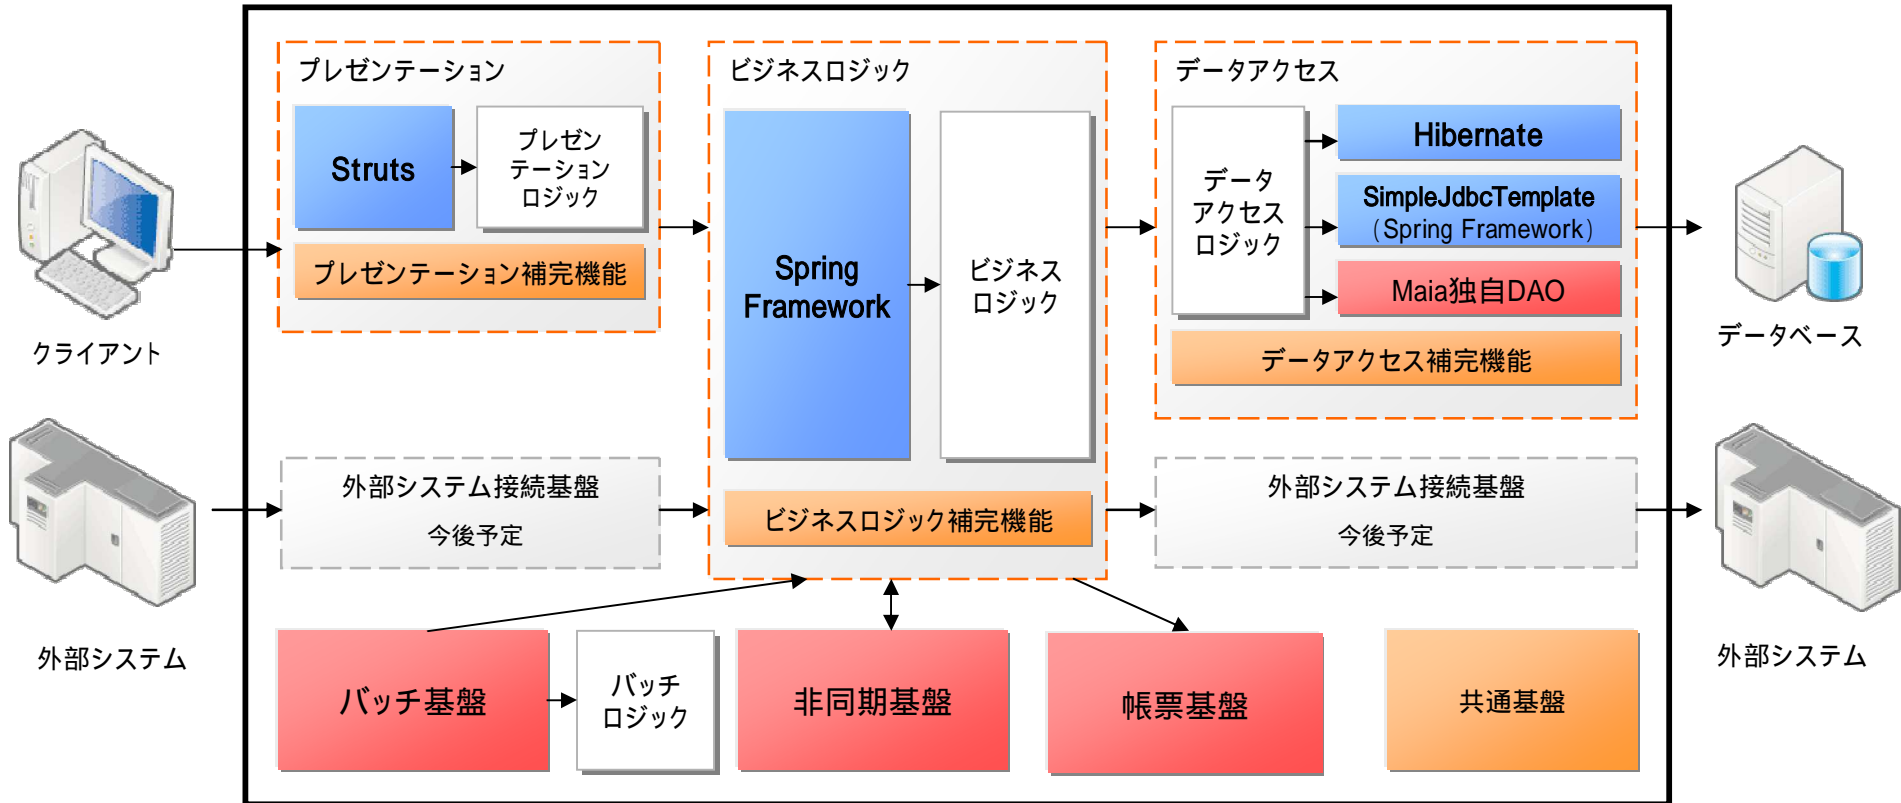 プレゼンテーション
Struts
プレゼン
テーション
ロジック
プレゼンテーション補完機能
ビジネスロジック
Spring
Framework
ビジネス
ロジック
ビジネスロジック補完機能
データアクセス
データ
アクセス
ロジック
Hibernate
SimpleJdbcTemplate
(Spring Framework)
Maia独自DAO
データアクセス補完機能
クライアント
データベース
外部システム接続基盤
今後予定
外部システム接続基盤
今後予定
外部システム
外部システム
バッチ基盤
バッチ
ロジック
非同期基盤
帳票基盤
共通基盤